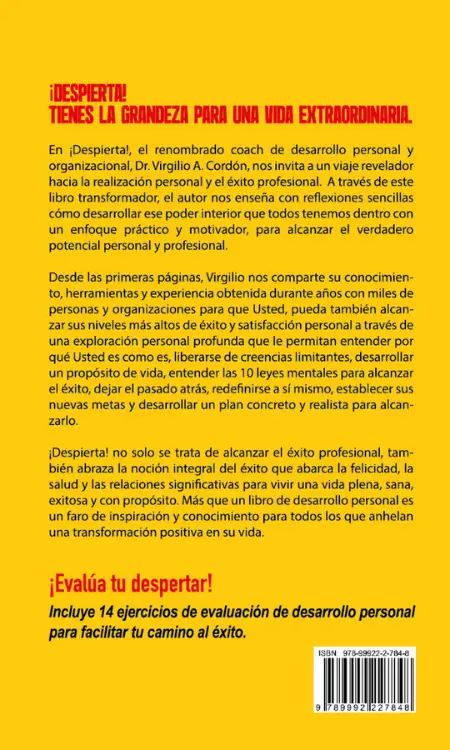 ¡DESPIERTA!
TIENES LA GRANDEZA PARA UNA VIDA EXTRAORDINARIA.
En ¡Despierta!, el renombrado coach de desarrollo personal y
organizacional, Dr. Virgilio A. Cordón, nos invita a un viaje revelador
hacia la realización personal y el éxito profesional. A través de este
libro transformador, el autor nos enseña con reflexiones sencillas
cómo desarrollar ese poder interior que todos tenemos dentro con
un enfoque práctico y motivador, para alcanzar el verdadero
potencial personal y profesional.
Desde las primeras páginas, Virgilio nos comparte su conocimien-
to, herramientas y experiencia obtenida durante años con miles de
personas y organizaciones para que Usted, pueda también alcan-
zar sus niveles más altos de éxito y satisfacción personal a través de
una exploración personal profunda que le permitan entender por
qué Usted es como es, liberarse de creencias limitantes, desarrollar
un propósito de vida, entender las 10 leyes mentales para alcanzar
el éxito, dejar el pasado atrás, redefinirse a sí mismo, establecer sus
nuevas metas y desarrollar un plan concreto y realista para alcan-
zarlo.
¡Despierta! no solo se trata de alcanzar el éxito profesional, tam-
bién abraza la noción integral del éxito que abarca la felicidad, la
salud y las relaciones significativas para vivir una vida plena, sana,
exitosa y con propósito. Más que un libro de desarrollo personal es
un faro de inspiración y conocimiento para todos los que anhelan
una transformación positiva en su vida.
¡Evalúa tu despertar!
Incluye 14 ejercicios de evaluación de desarrollo personal
para facilitar tu camino al éxito.
ISBN 978-99922-2-784-8
9 789992 227848